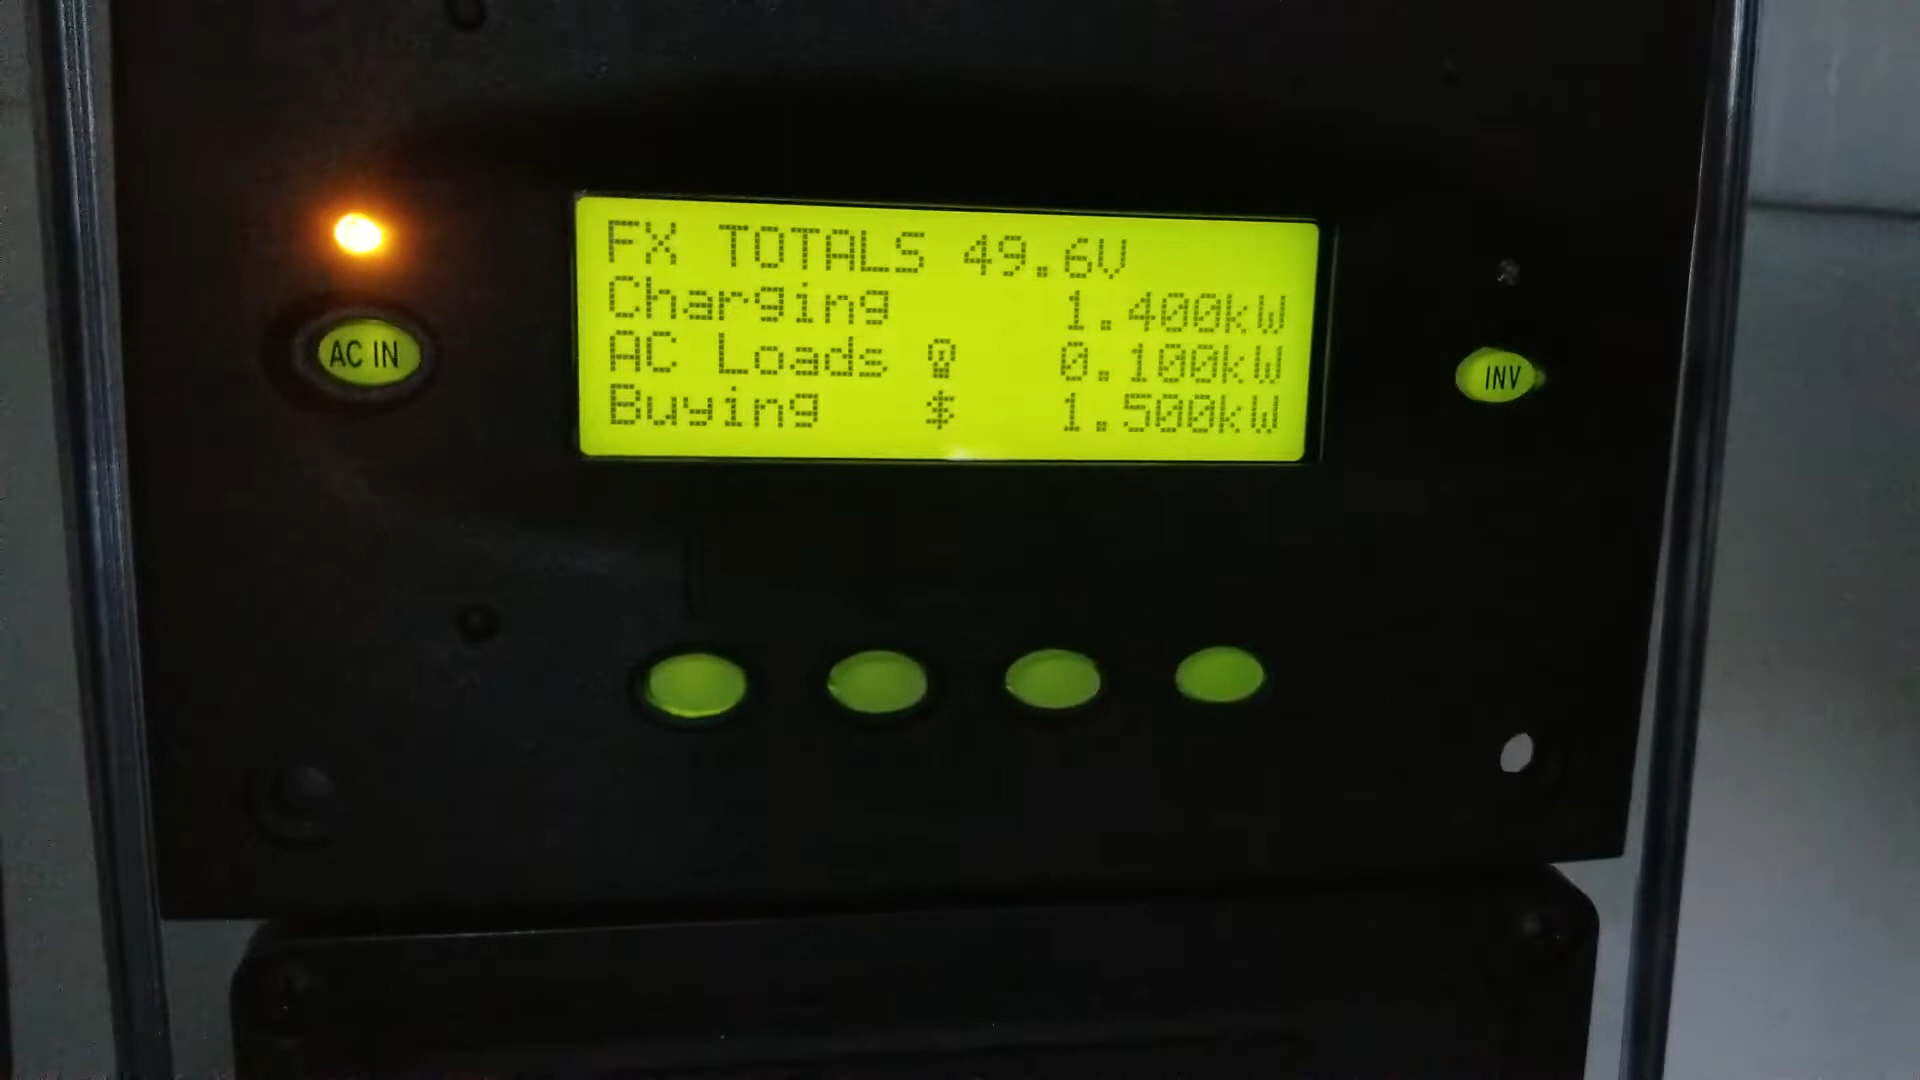 FX TOTALS 49.6V
Charging 1.400kW
AC Loads 0.100kW
Buying $ 1.500kW
AC IN
INV